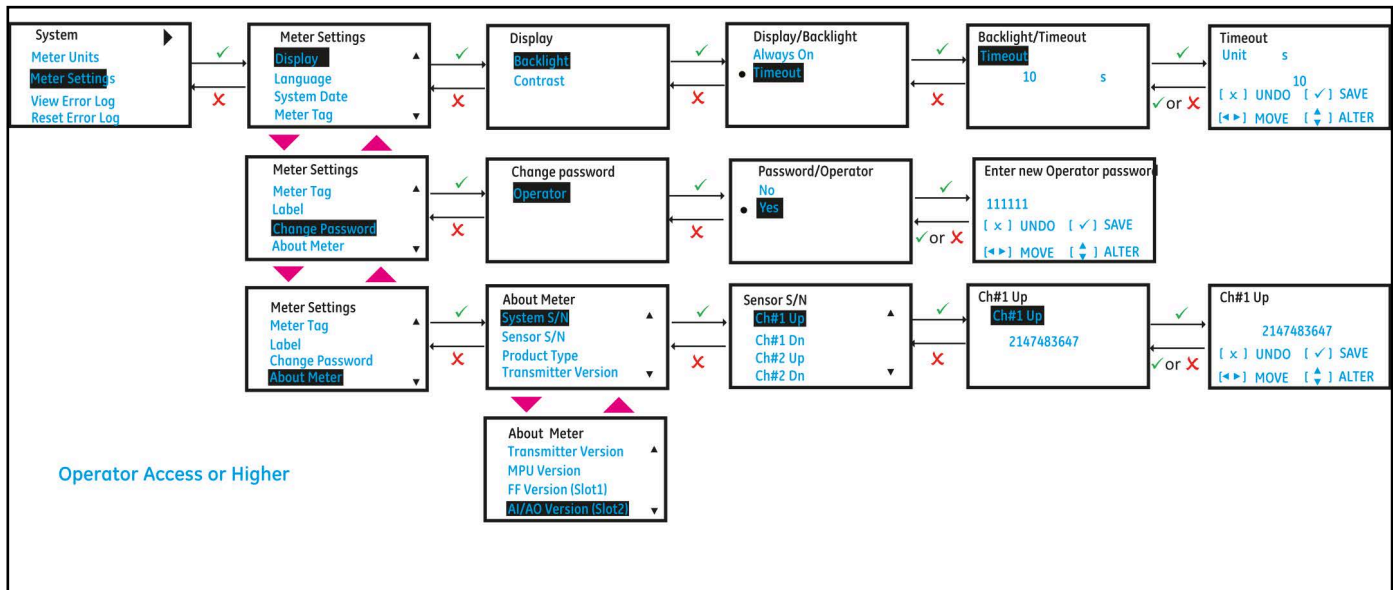 System
Meter Units
Meter Settings
View Error Log
Reset Error Log
Meter Settings
Display
Language
System Date
Meter Tag
Display
Backlight
Contrast
Display/Backlight
Always On
Timeout
Backlight/Timeout
Timeout
10 s
✓ or X
Timeout
Unit s
10
[ x ] UNDO [ ✓ ] SAVE
[◄ ►] MOVE [ ▲▼ ] ALTER
Meter Settings
Meter Tag
Label
Change Password
About Meter
Change password
Operator
Password/Operator
No
Yes
✓ or X
Enter new Operator password
111111
[ x ] UNDO [ ✓ ] SAVE
[◄ ►] MOVE [ ▲▼ ] ALTER
Meter Settings
Meter Tag
Label
Change Password
About Meter
About Meter
System S/N
Sensor S/N
Product Type
Transmitter Version
Sensor S/N
Ch#1 Up
Ch#1 Dn
Ch#2 Up
Ch#2 Dn
Ch#1 Up
Ch#1 Up
2147483647
✓ or X
Ch#1 Up
2147483647
[ x ] UNDO [ ✓ ] SAVE
[◄ ►] MOVE [ ▲▼ ] ALTER
About Meter
Transmitter Version
MPU Version
FF Version (Slot1)
AI/AO Version (Slot2)
Operator Access or Higher